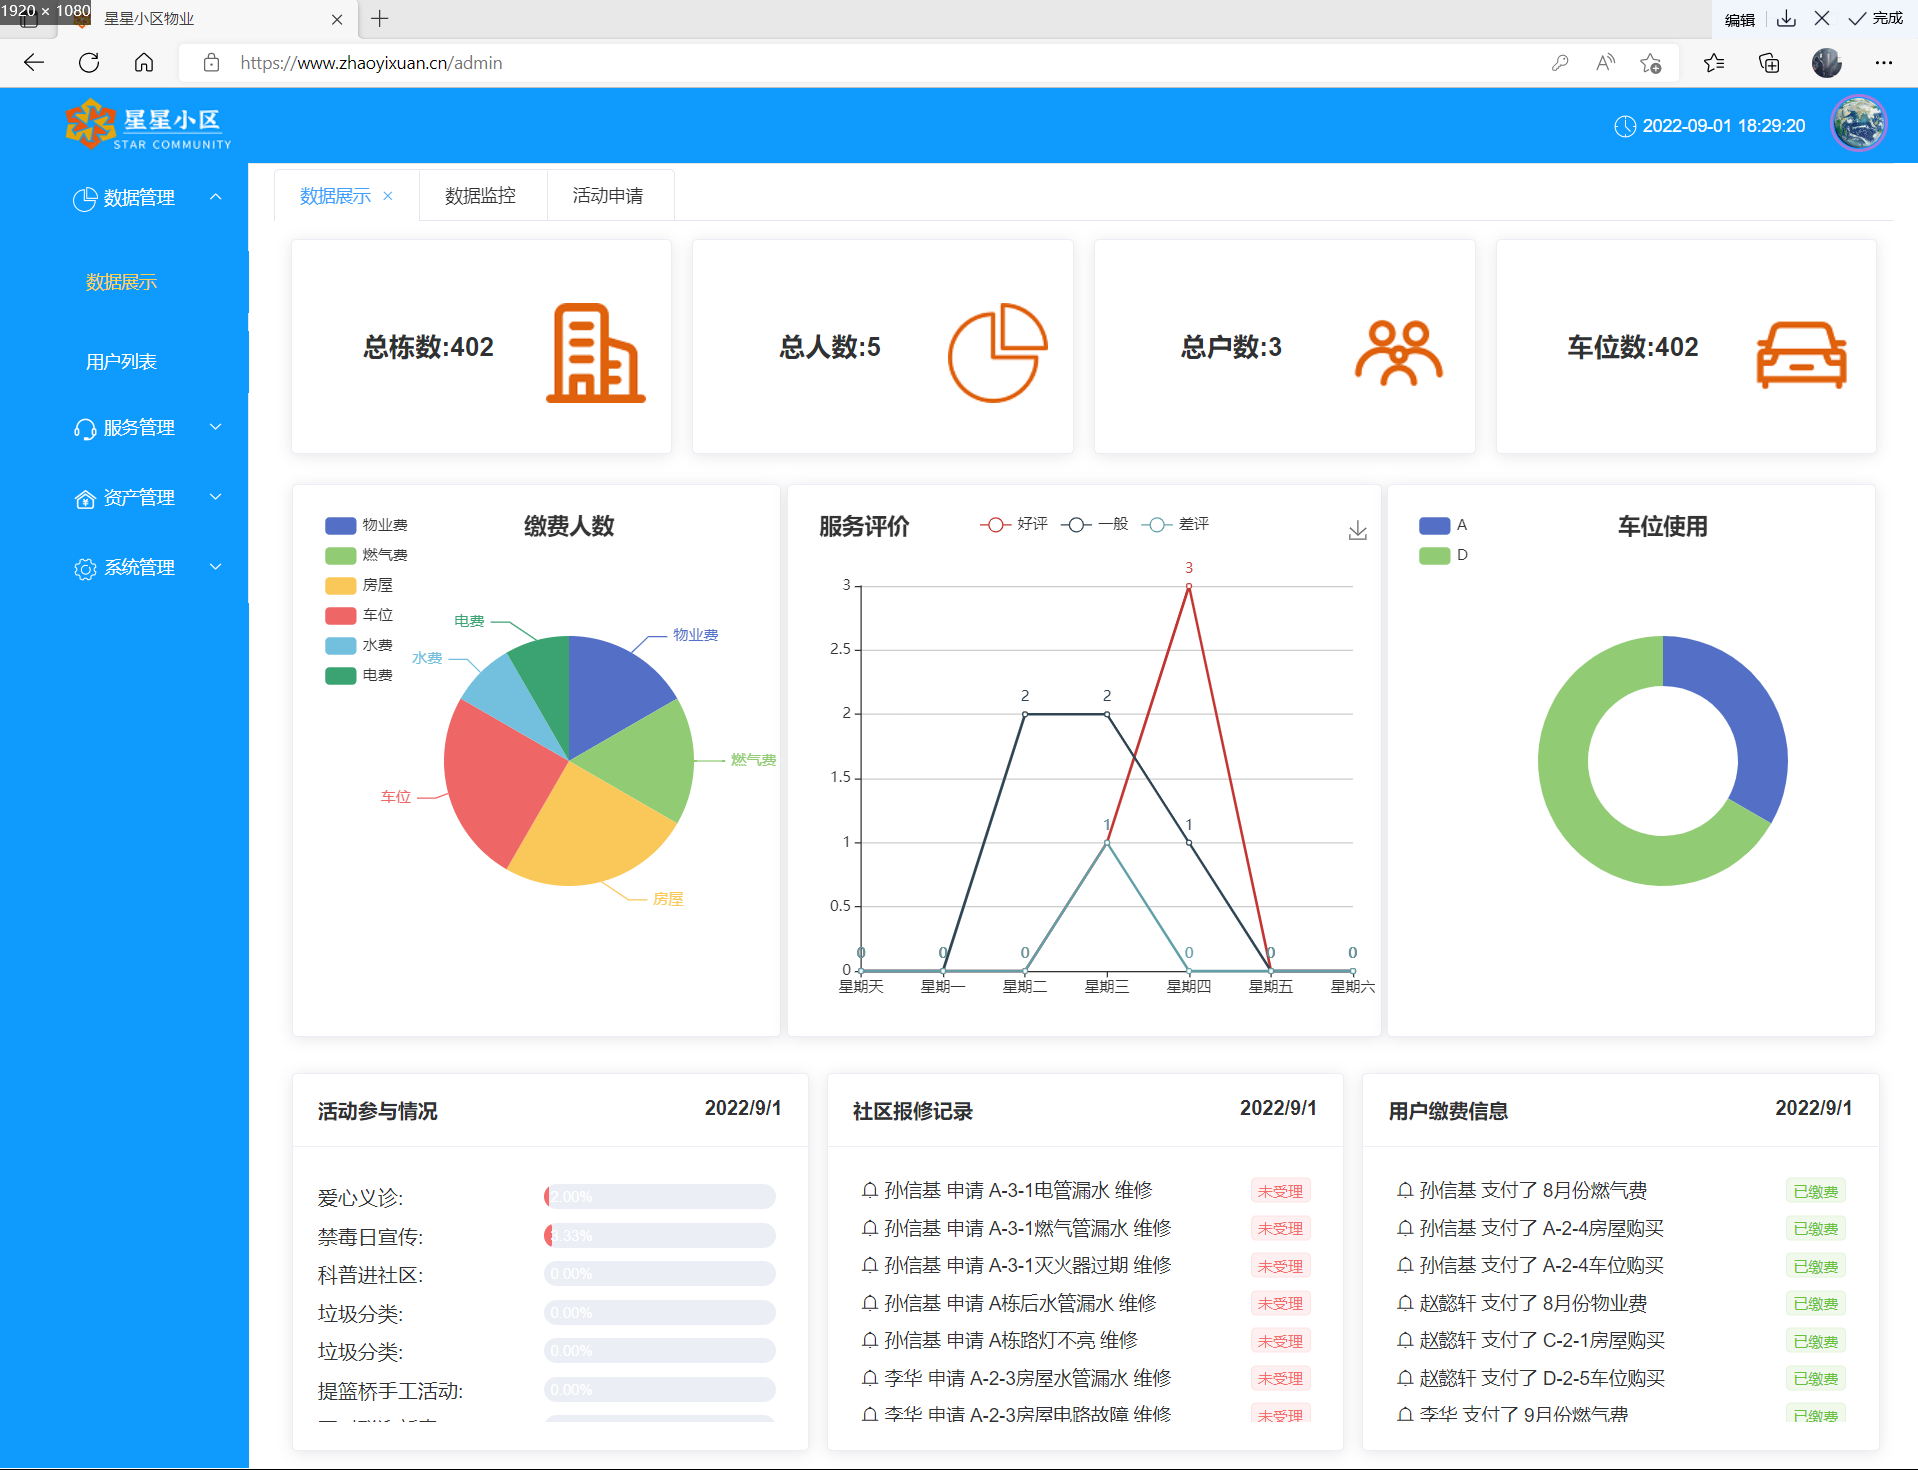 1920 × 1080
星星小区物业
编辑
完成
https://www.zhaoyixuan.cn/admin
星星小区
STAR COMMUNITY
2022-09-01 18:29:20
数据管理
数据展示
用户列表
服务管理
资产管理
系统管理
数据展示
数据监控
活动申请
总栋数:402
总人数:5
总户数:3
车位数:402
缴费人数
物业费
燃气费
房屋
车位
水费
电费
电费
物业费
水费
燃气费
车位
房屋
服务评价
好评
一般
差评
3
3
2.5
2
2
2
1.5
1
1
1
0.5
0
0
0
0
0
0
0
0
星期天
星期一
星期二
星期三
星期四
星期五
星期六
车位使用
A
D
活动参与情况
2022/9/1
爱心义诊:
2.00%
禁毒日宣传:
3.33%
科普进社区:
0.00%
垃圾分类:
0.00%
垃圾分类:
0.00%
提篮桥手工活动:
0.00%
社区报修记录
2022/9/1
孙信基 申请 A-3-1电管漏水 维修
未受理
孙信基 申请 A-3-1燃气管漏水 维修
未受理
孙信基 申请 A-3-1灭火器过期 维修
未受理
孙信基 申请 A栋后水管漏水 维修
未受理
孙信基 申请 A栋路灯不亮 维修
未受理
李华 申请 A-2-3房屋水管漏水 维修
未受理
李华 申请 A-2-3房屋电路故障 维修
未受理
用户缴费信息
2022/9/1
孙信基 支付了 8月份燃气费
已缴费
孙信基 支付了 A-2-4房屋购买
已缴费
孙信基 支付了 A-2-4车位购买
已缴费
赵懿轩 支付了 8月份物业费
已缴费
赵懿轩 支付了 C-2-1房屋购买
已缴费
赵懿轩 支付了 D-2-5车位购买
已缴费
李华 支付了 9月份燃气费
已缴费